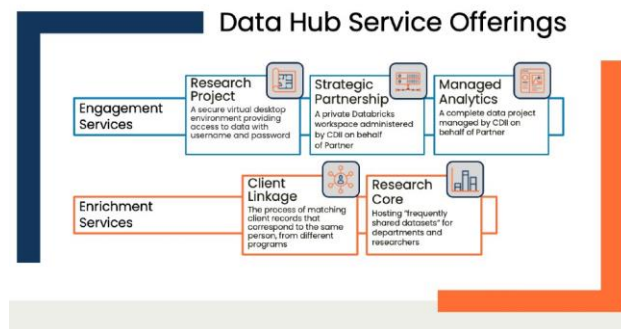 Data Hub Service Offerings
Engagement
Services
Research
Project
A secure virtual desktop
environment providing
access to data with
username and password
Strategic
Partnership
A private Databricks
workspace administered
by CDII on behalf
of Partner
Managed
Analytics
A complete data project
managed by CDII on
behalf of Partner
Enrichment
Services
Client
Linkage
The process of matching
client records that
correspond to the same
person, from different
programs
Research
Core
Hosting "frequently
shared datasets" for
departments and
researchers